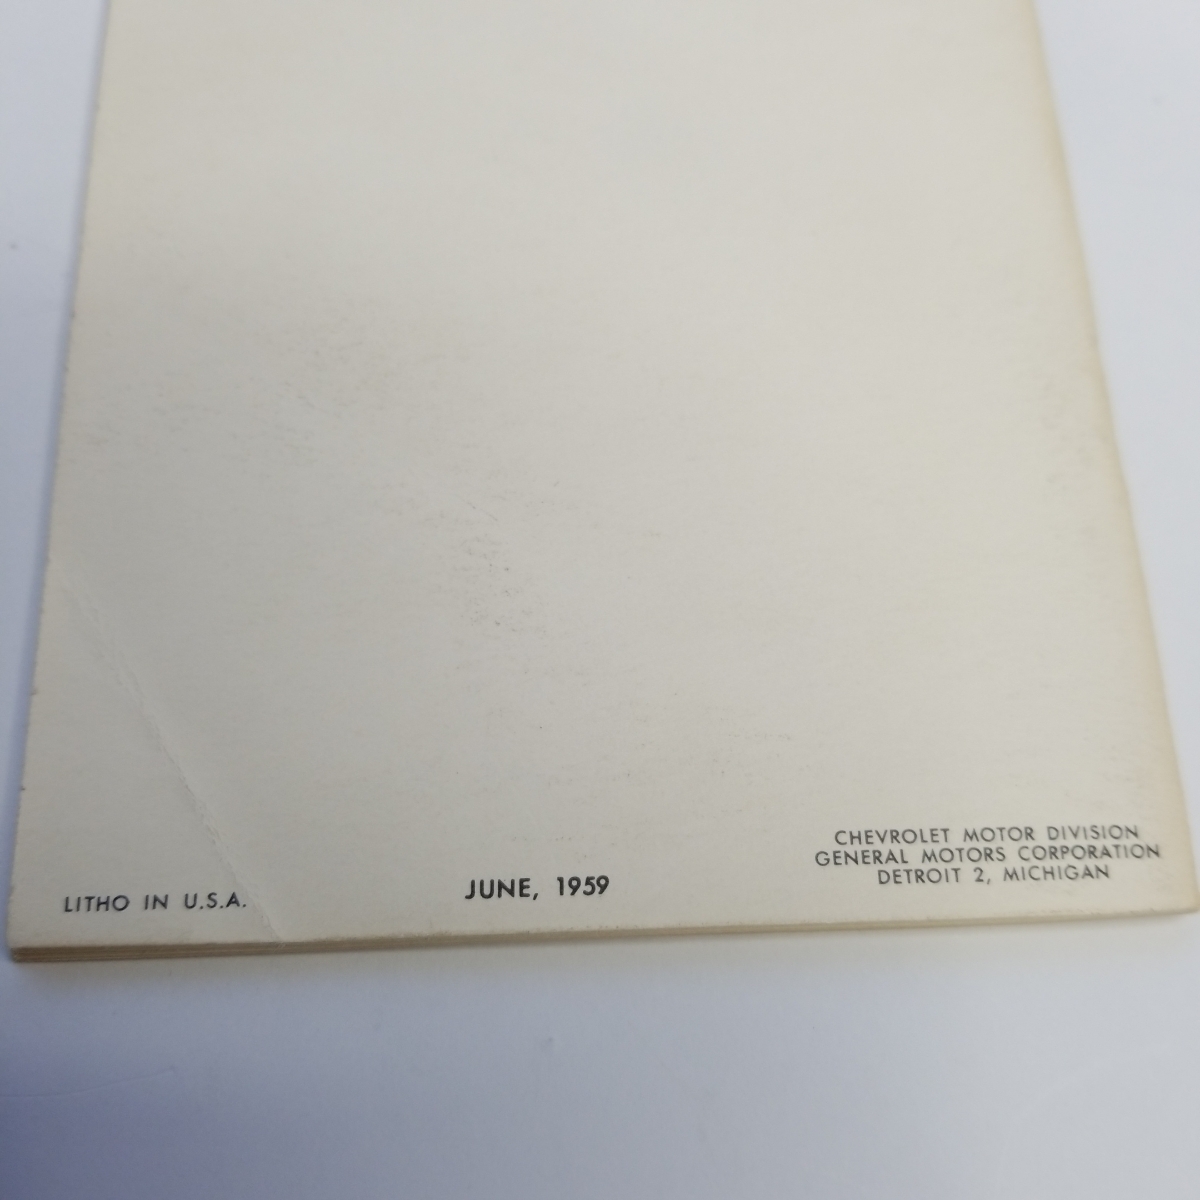 LITHO IN U.S.A.
JUNE, 1959
CHEVROLET MOTOR DIVISION
GENERAL MOTORS CORPORATION
DETROIT 2, MICHIGAN